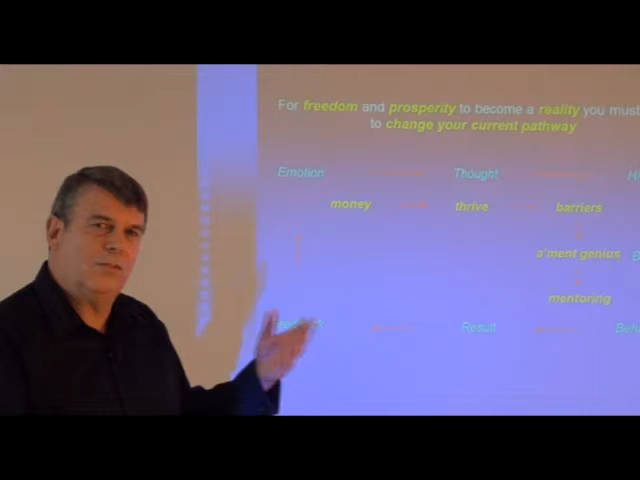 For freedom and prosperity to become a reality you must
to change your current pathway
Emotion Thought
money thrive barriers
a'ment genius
mentoring
Result